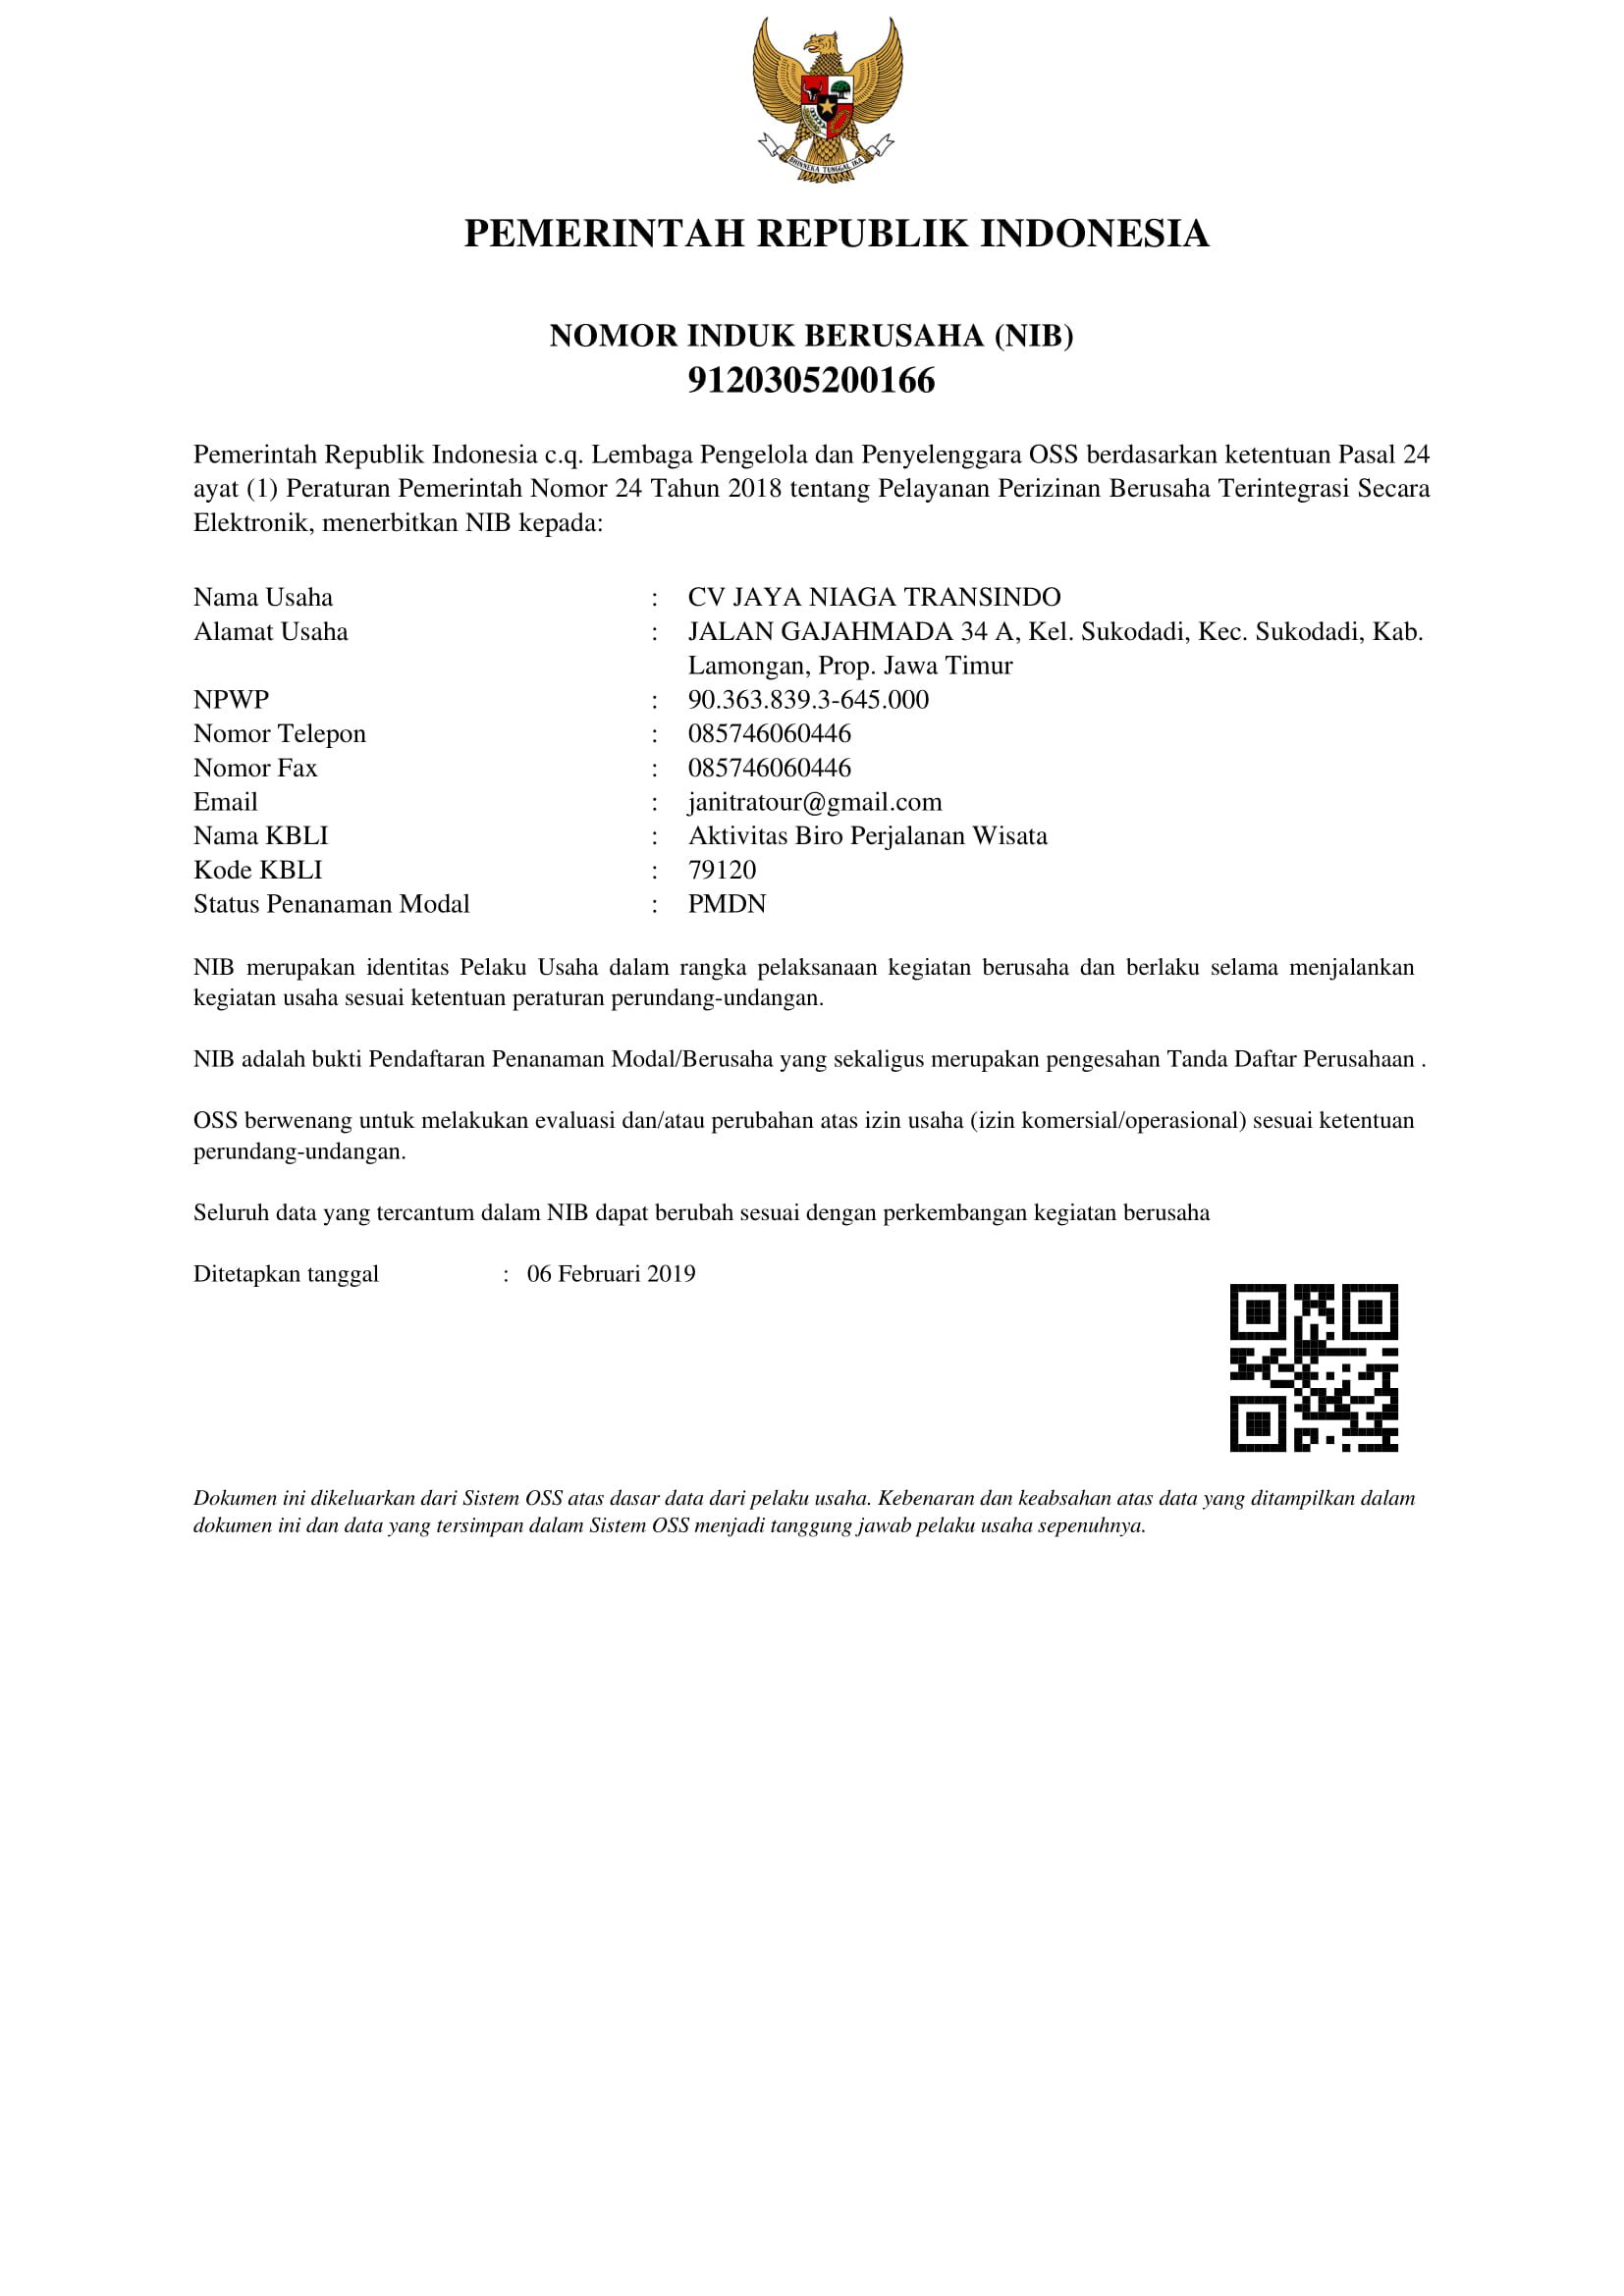 BHINNEKA TUNGGAL IKA
PEMERINTAH REPUBLIK INDONESIA
NOMOR INDUK BERUSAHA (NIB)
9120305200166
Pemerintah Republik Indonesia c.q. Lembaga Pengelola dan Penyelenggara OSS berdasarkan ketentuan Pasal 24
ayat (1) Peraturan Pemerintah Nomor 24 Tahun 2018 tentang Pelayanan Perizinan Berusaha Terintegrasi Secara
Elektronik, menerbitkan NIB kepada:
Nama Usaha : CV JAYA NIAGA TRANSINDO
Alamat Usaha : JALAN GAJAHMADA 34 A, Kel. Sukodadi, Kec. Sukodadi, Kab.
Lamongan, Prop. Jawa Timur
NPWP : 90.363.839.3-645.000
Nomor Telepon : 085746060446
Nomor Fax : 085746060446
Email : janitratour@gmail.com
Nama KBLI : Aktivitas Biro Perjalanan Wisata
Kode KBLI : 79120
Status Penanaman Modal : PMDN
NIB merupakan identitas Pelaku Usaha dalam rangka pelaksanaan kegiatan berusaha dan berlaku selama menjalankan
kegiatan usaha sesuai ketentuan peraturan perundang-undangan.
NIB adalah bukti Pendaftaran Penanaman Modal/Berusaha yang sekaligus merupakan pengesahan Tanda Daftar Perusahaan .
OSS berwenang untuk melakukan evaluasi dan/atau perubahan atas izin usaha (izin komersial/operasional) sesuai ketentuan
perundang-undangan.
Seluruh data yang tercantum dalam NIB dapat berubah sesuai dengan perkembangan kegiatan berusaha
Ditetapkan tanggal : 06 Februari 2019
Dokumen ini dikeluarkan dari Sistem OSS atas dasar data dari pelaku usaha. Kebenaran dan keabsahan atas data yang ditampilkan dalam
dokumen ini dan data yang tersimpan dalam Sistem OSS menjadi tanggung jawab pelaku usaha sepenuhnya.